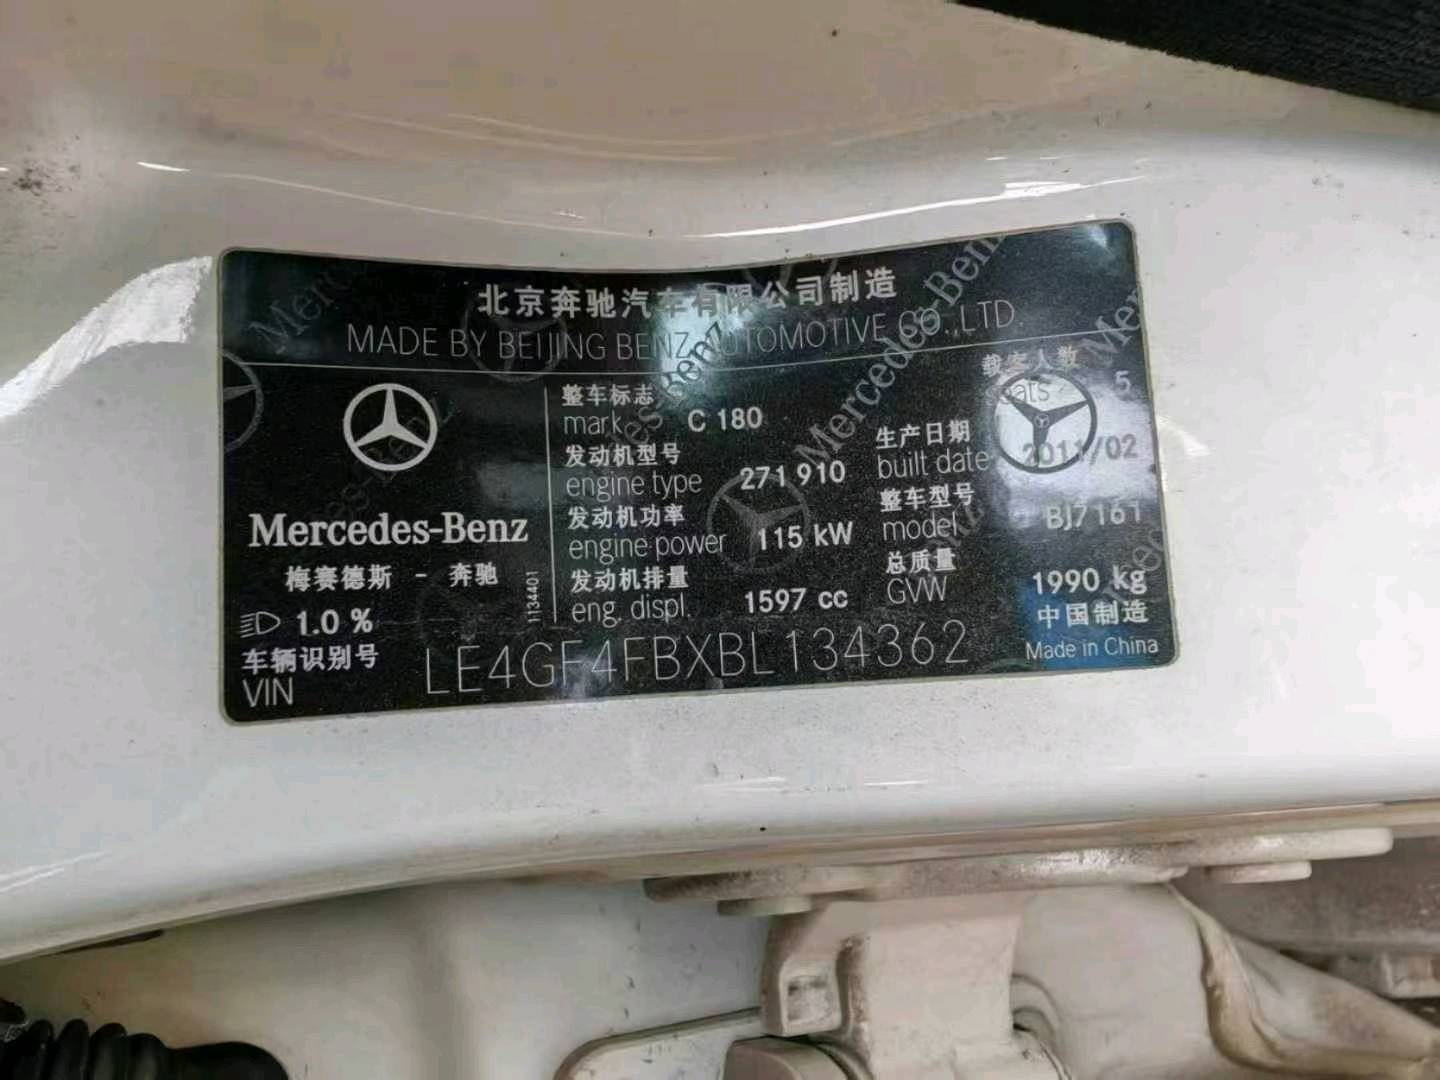 北京奔驰汽车有限公司制造
MADE BY BEIJING BENZ AUTOMOTIVE CO.,LTD.
整车标志
mark C 180
载客人数
seats 5
发动机型号
engine type 271 910
生产日期
built date 2011/02
发动机功率
engine power 115 kW
整车型号
model BJ7161
发动机排量
eng. displ. 1597 cc
总质量
GVW 1990 kg
Mercedes-Benz
梅赛德斯 - 奔驰
1.0 %
1134401
车辆识别号
VIN LE4GF4FBXBL134362
中国制造
Made in China